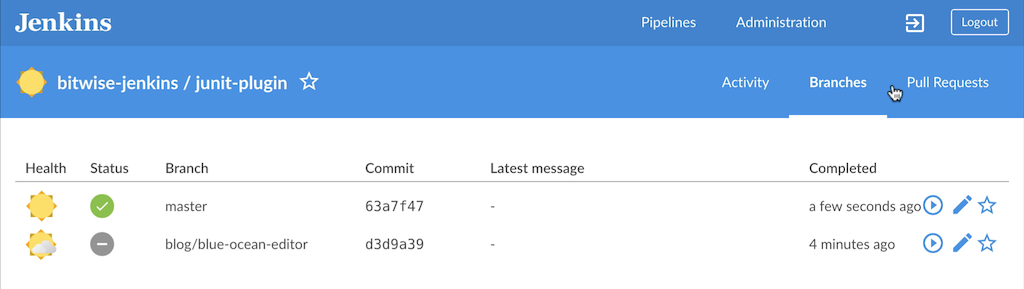 Jenkins Pipelines Administration Logout
bitwise-jenkins / junit-plugin Activity Branches Pull Requests
Health Status Branch Commit Latest message Completed
master 63a7f47 - a few seconds ago
blog/blue-ocean-editor d3d9a39 - 4 minutes ago